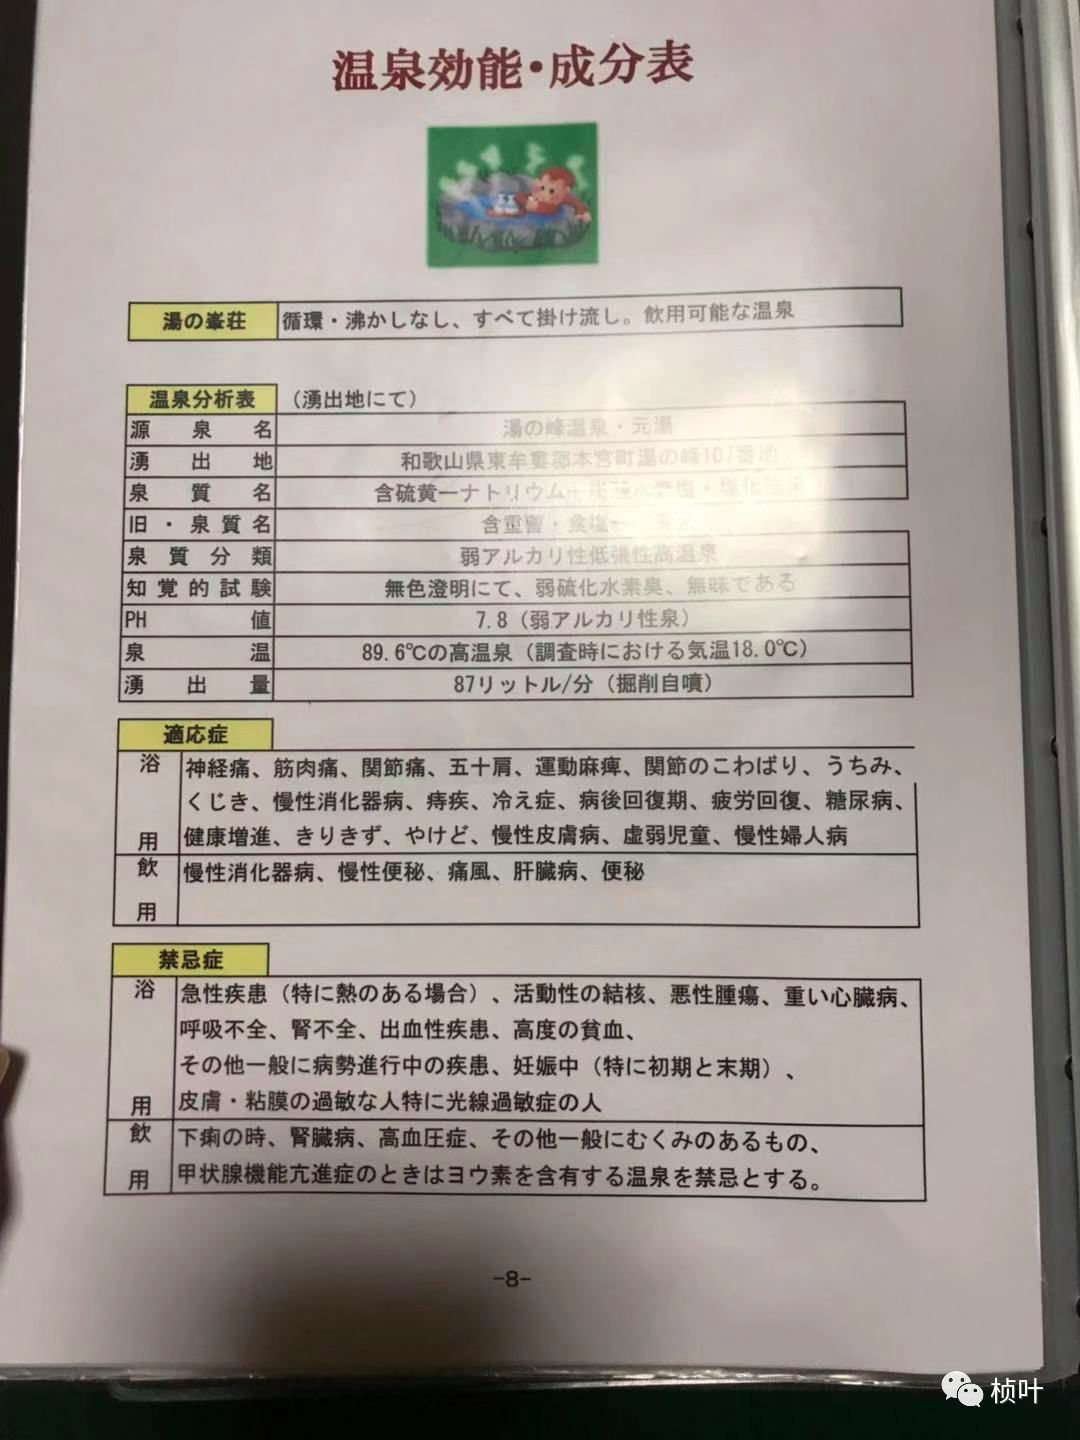 温泉効能・成分表
湯の峯荘 循環・沸かしなし、すべて掛け流し。飲用可能な温泉
温泉分析表 （湧出地にて）
源泉名 湯の峰温泉・元湯
湧出地 和歌山県東牟婁郡本宮町湯の峰107番地
泉質名 含硫黄ーナトリウム
旧・泉質名 含重曹・食塩
泉質分類 弱アルカリ性低張性高温泉
知覚的試験 無色澄明にて、弱硫化水素臭、無味である
PH値 7.8（弱アルカリ性泉）
泉温 89.6℃の高温泉（調査時における気温18.0℃）
湧出量 87リットル/分（掘削自噴）
適応症
浴用 神経痛、筋肉痛、関節痛、五十肩、運動麻痺、関節のこわばり、うちみ、
くじき、慢性消化器病、痔疾、冷え症、病後回復期、疲労回復、糖尿病、
健康増進、きりきず、やけど、慢性皮膚病、虚弱児童、慢性婦人病
飲用 慢性消化器病、慢性便秘、痛風、肝臓病、便秘
禁忌症
浴用 急性疾患（特に熱のある場合）、活動性の結核、悪性腫瘍、重い心臓病、
呼吸不全、腎不全、出血性疾患、高度の貧血、
その他一般に病勢進行中の疾患、妊娠中（特に初期と末期）、
皮膚・粘膜の過敏な人特に光線過敏症の人
飲用 下痢の時、腎臓病、高血圧症、その他一般にむくみのあるもの、
甲状腺機能亢進症のときはヨウ素を含有する温泉を禁忌とする。
-8-
桢叶